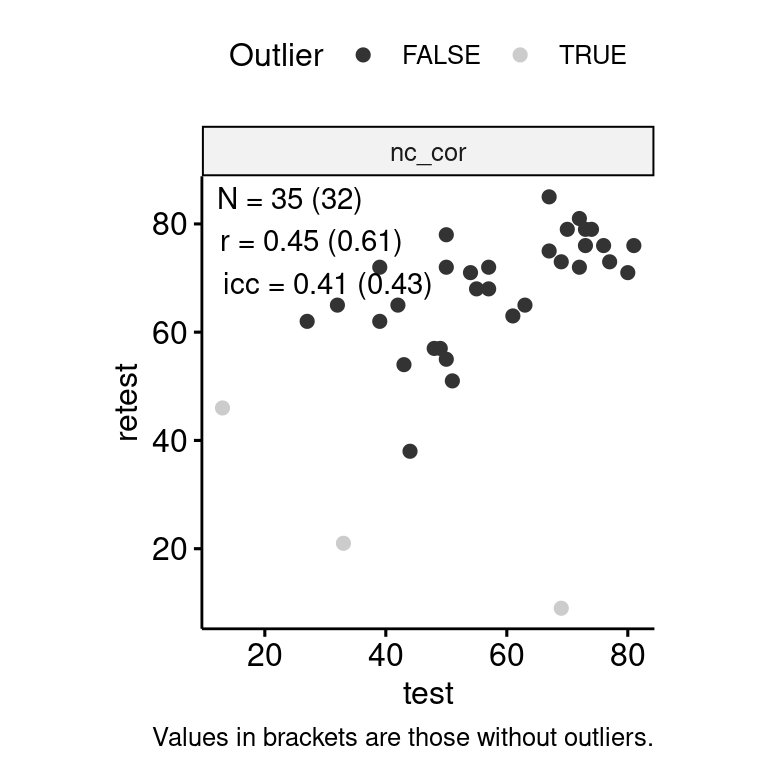 Outlier FALSE TRUE
nc_cor
N = 35 (32)
r = 0.45 (0.61)
icc = 0.41 (0.43)
80
60
40
20
retest
20 40 60 80
test
Values in brackets are those without outliers.